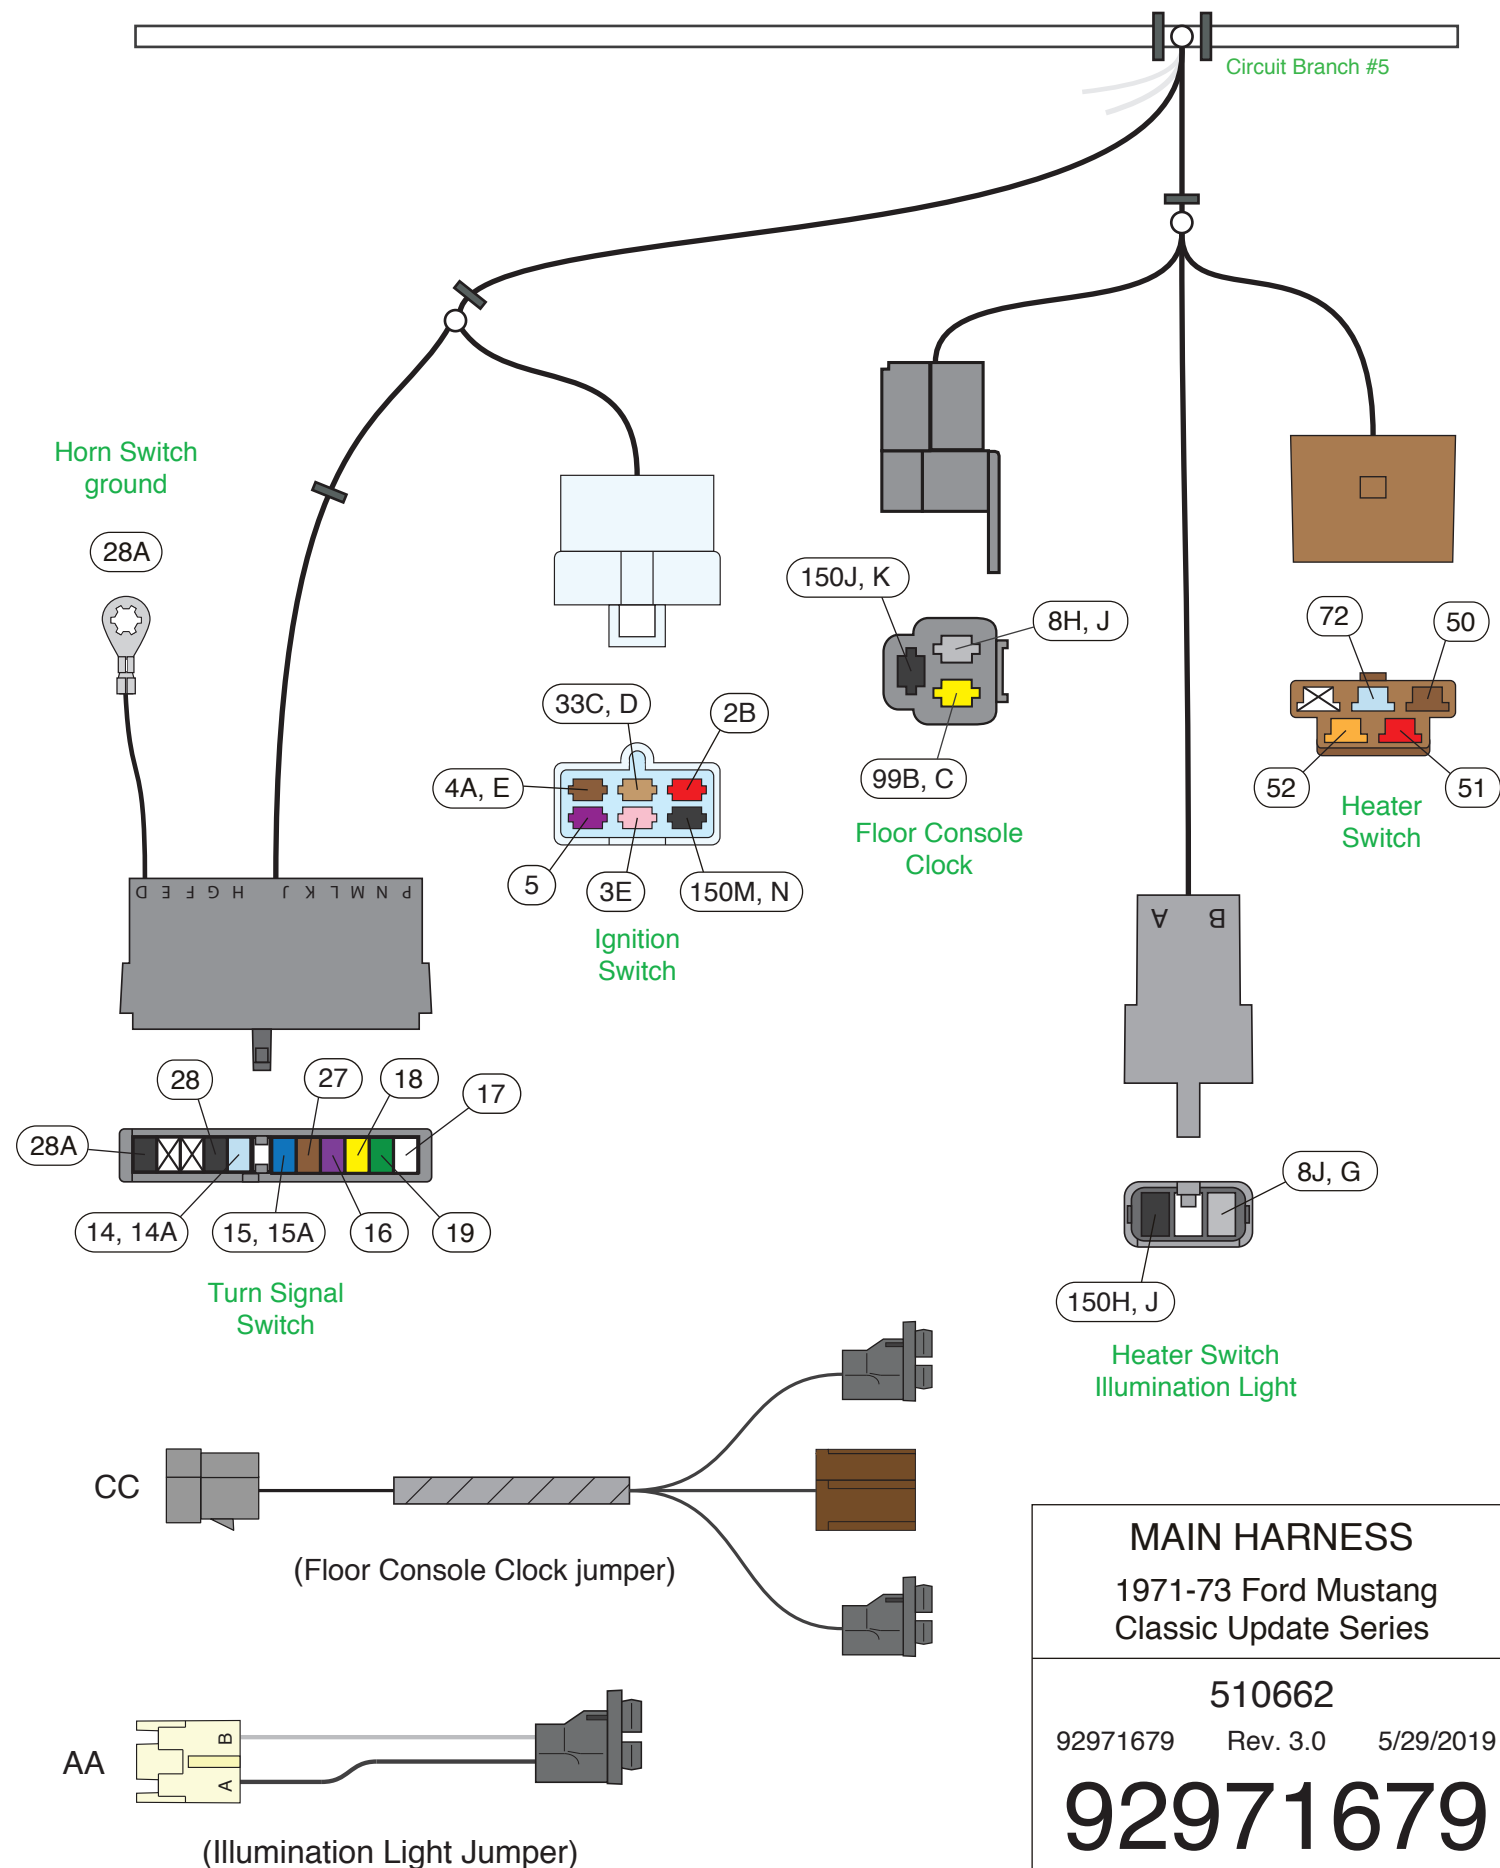 Circuit Branch #5
Horn Switch
ground
28A
150J, K
8H, J
72
50
33C, D
2B
4A, E
99B, C
52
51
Floor Console
Clock
Heater
Switch
5
3E
150M, N
Ignition
Switch
D E F G H J K L M N P
A B
28
27
18
17
28A
14, 14A
15, 15A
16
19
8J, G
150H, J
Turn Signal
Switch
Heater Switch
Illumination Light
CC
(Floor Console Clock jumper)
MAIN HARNESS
1971-73 Ford Mustang
Classic Update Series
510662
92971679 Rev. 3.0 5/29/2019
92971679
AA
B
A
(Illumination Light Jumper)